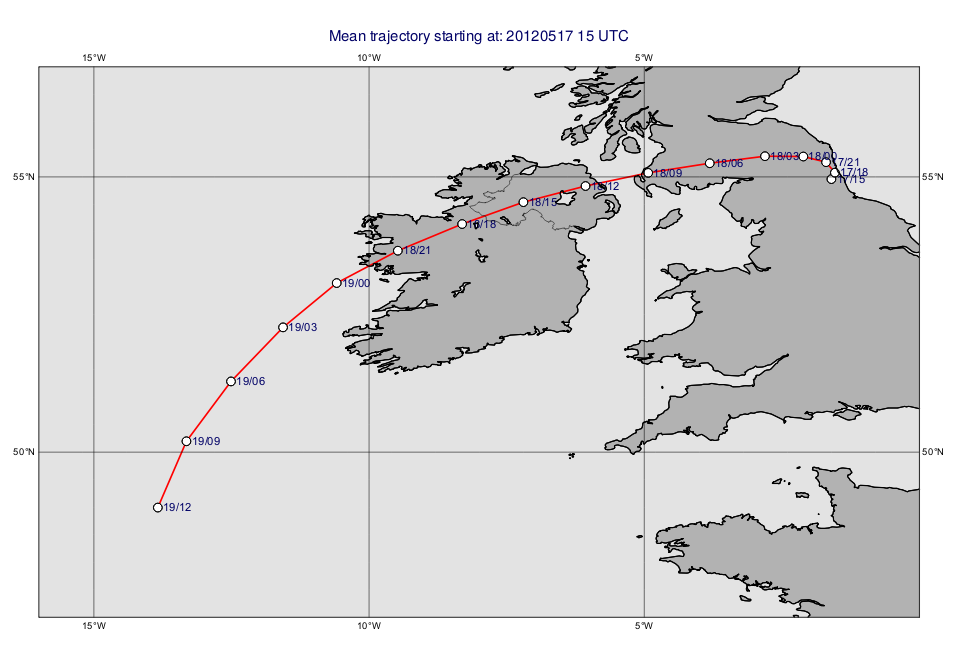 Mean trajectory starting at: 20120517 15 UTC
15°W 10°W 5°W
18/03 18/00
18/06 17/21
55°N 18/09 17/18 55°N
18/12 17/15
18/15
18/18
18/21
19/00
19/03
19/06
19/09
50°N 50°N
19/12
15°W 10°W 5°W